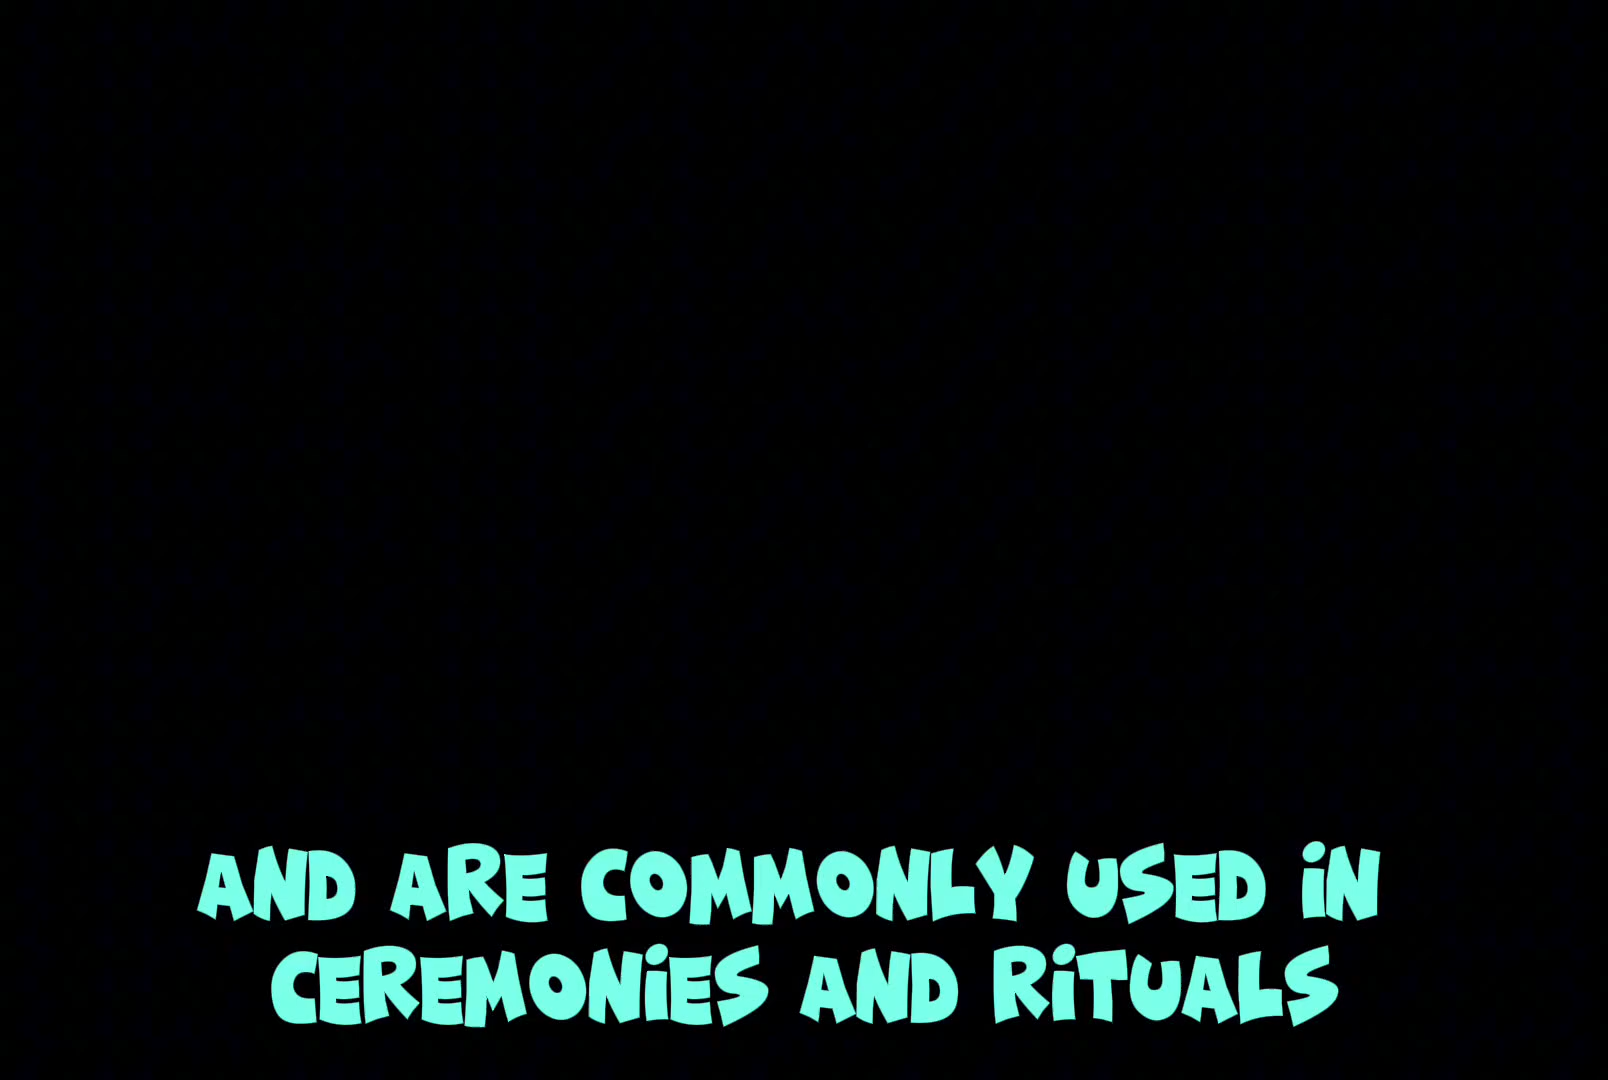 AND ARE COMMONLY USED iN
CEREMONiES AND RiTUALS